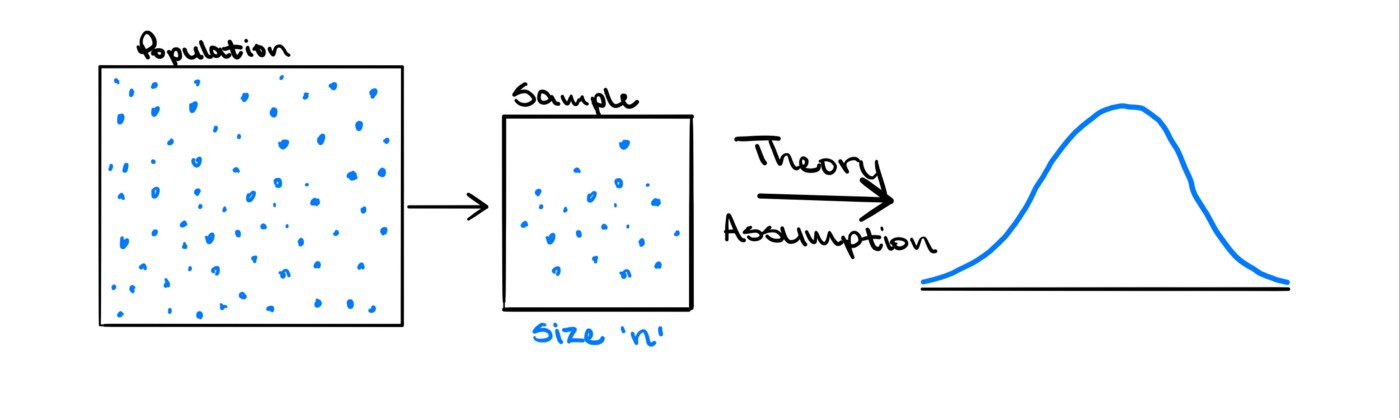 Population
Sample
Size 'n'
Theory
Assumption